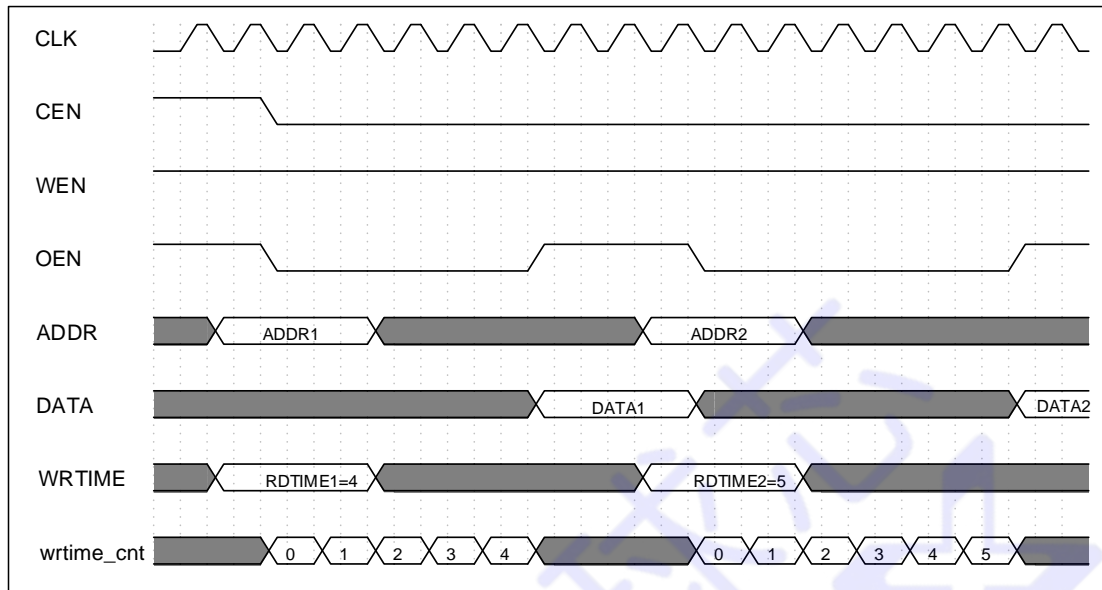 CLK
CEN
WEN
OEN
ADDR ADDR1 ADDR2
DATA DATA1 DATA2
WRTIME RDTIME1=4 RDTIME2=5
wrtime_cnt 0 1 2 3 4 0 1 2 3 4 5